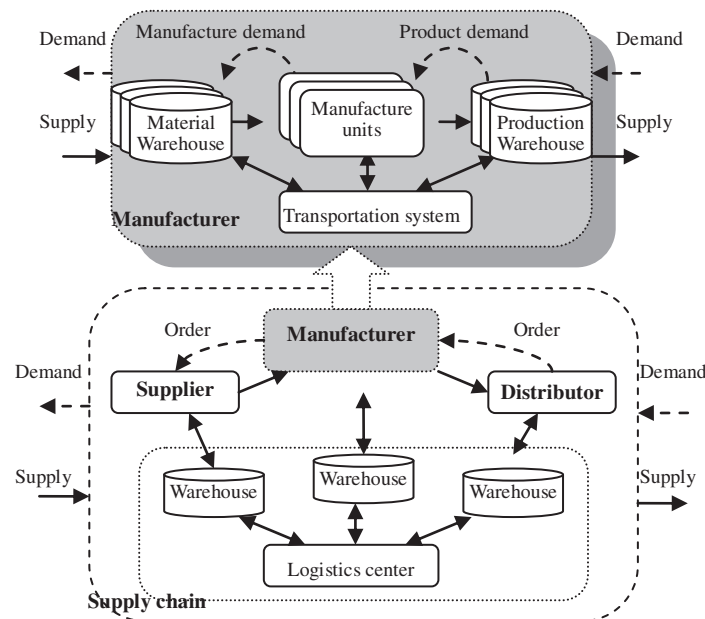 Demand
Manufacture demand
Product demand
Demand
Supply
Material
Warehouse
Manufacture
units
Production
Warehouse
Supply
Manufacturer
Transportation system
Order
Manufacturer
Order
Demand
Supplier
Distributor
Demand
Supply
Warehouse
Warehouse
Warehouse
Supply
Logistics center
Supply chain